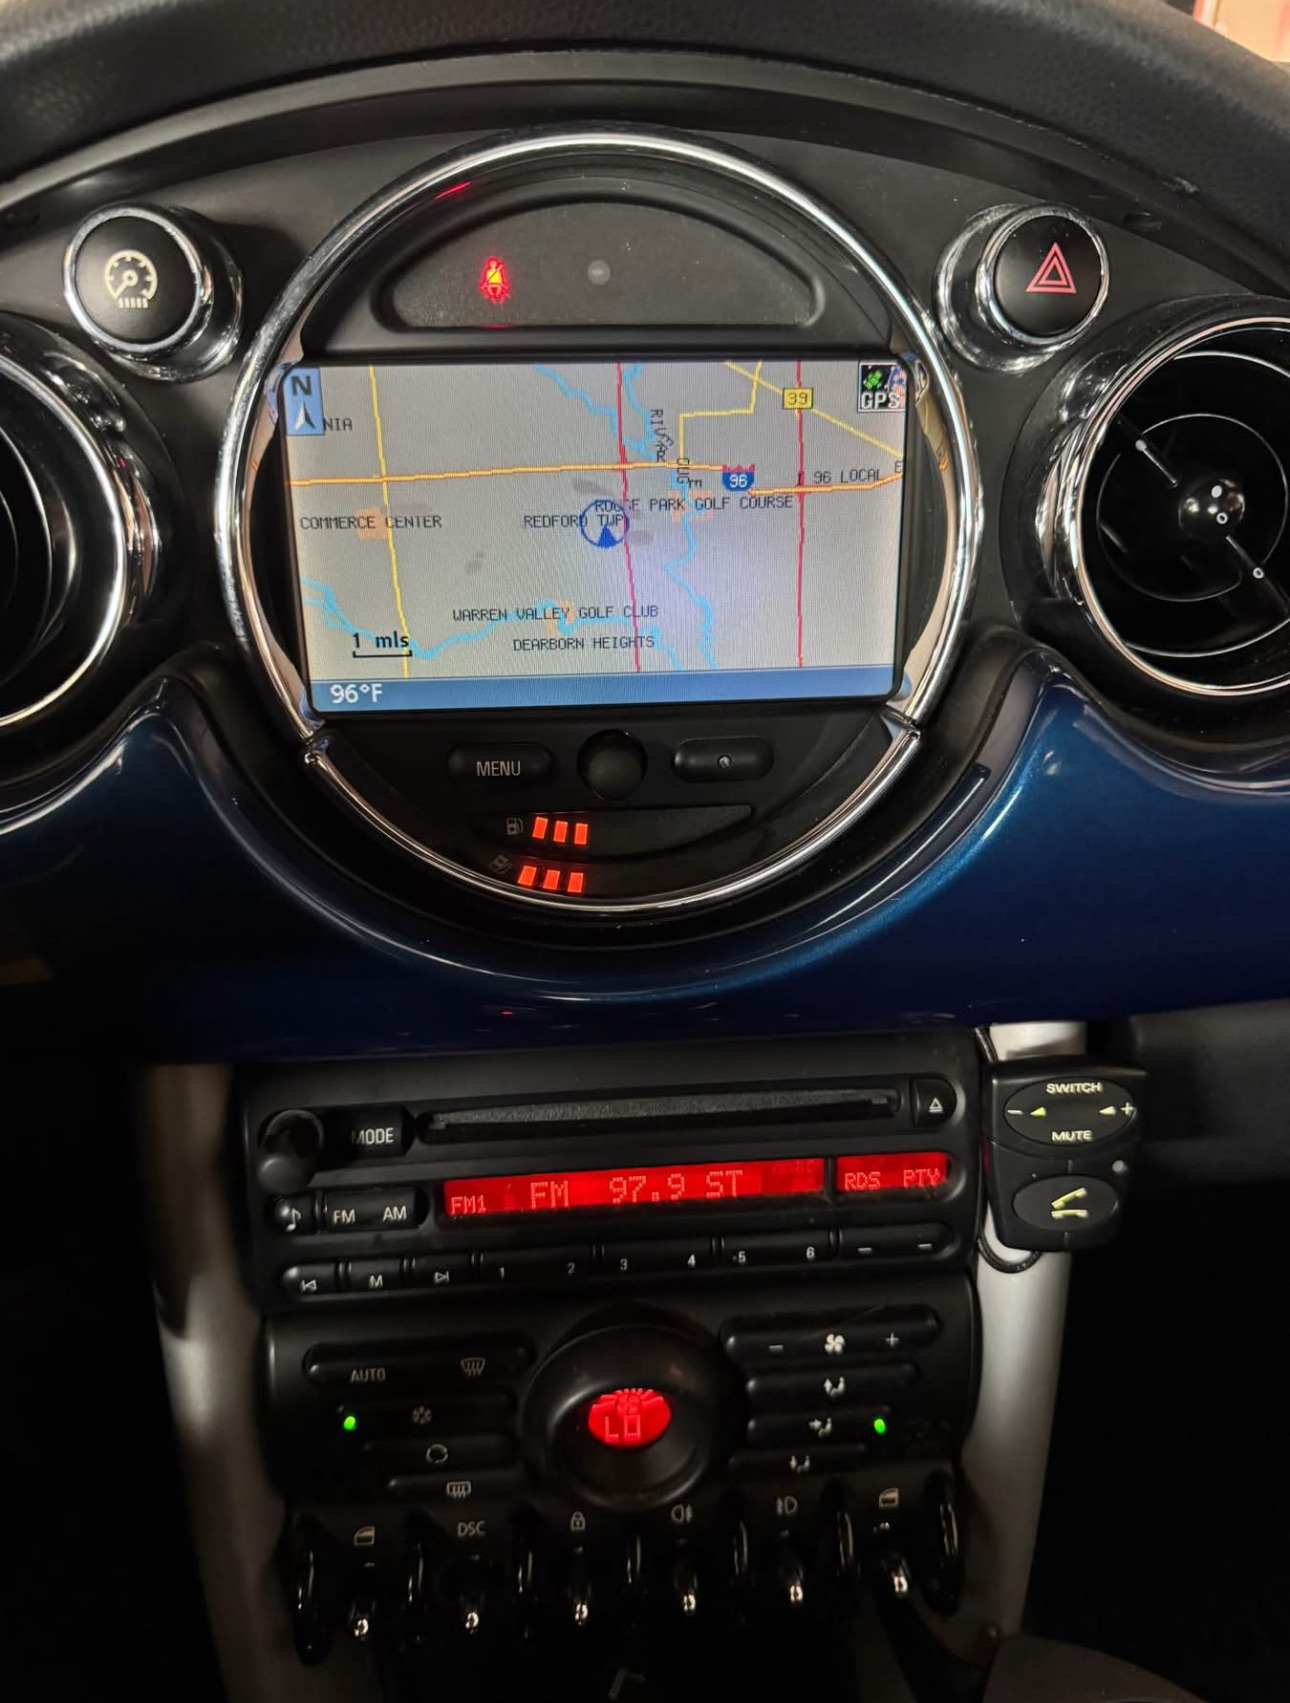 N
GPS
39
NIA
RIVER
ROUGE
96
I 96 LOCAL
E
ROUGE PARK GOLF COURSE
COMMERCE CENTER
REDFORD TWP
WARREN VALLEY GOLF CLUB
1 mls
DEARBORN HEIGHTS
96°F
MENU
SWITCH
- +
MUTE
MODE
FM1 FM 97.9 ST RDS PTY
FM AM
M 1 2 3 4 5 6 - -
- +
AUTO
LO
DSC